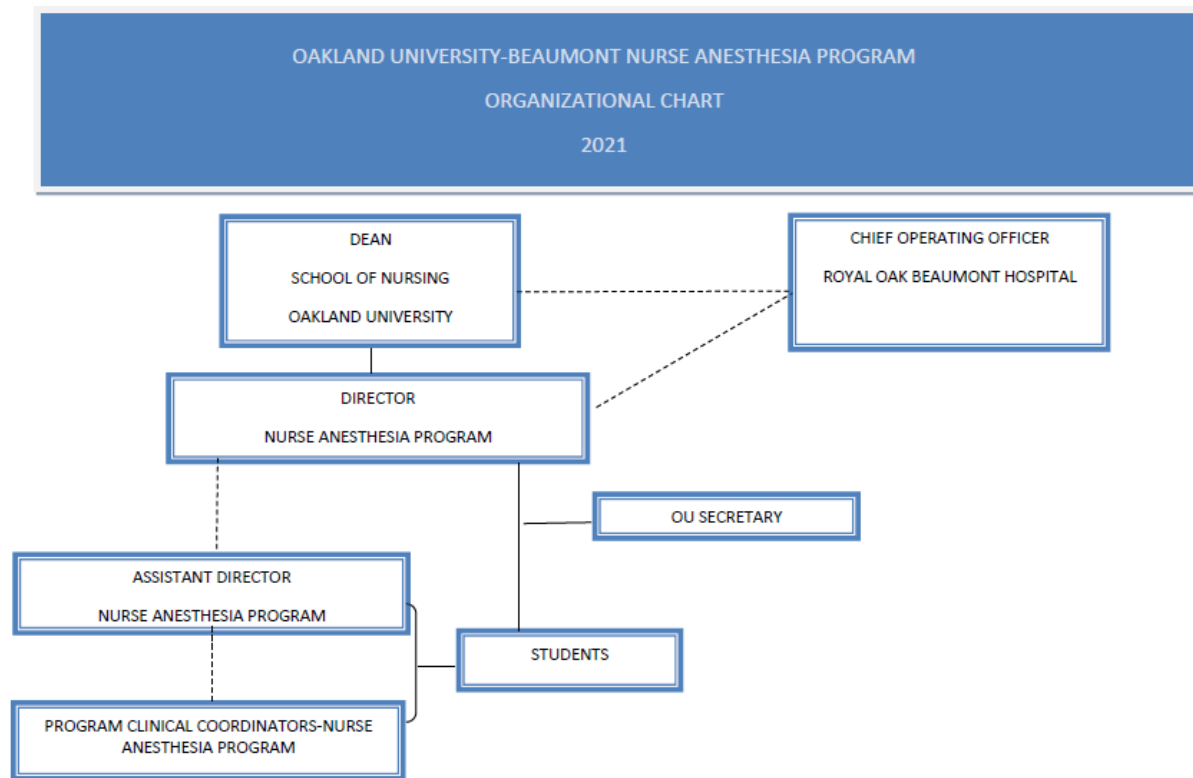 OAKLAND UNIVERSITY-BEAUMONT NURSE ANESTHESIA PROGRAM
ORGANIZATIONAL CHART
2021
DEAN
SCHOOL OF NURSING
OAKLAND UNIVERSITY
CHIEF OPERATING OFFICER
ROYAL OAK BEAUMONT HOSPITAL
DIRECTOR
NURSE ANESTHESIA PROGRAM
OU SECRETARY
ASSISTANT DIRECTOR
NURSE ANESTHESIA PROGRAM
STUDENTS
PROGRAM CLINICAL COORDINATORS-NURSE
ANESTHESIA PROGRAM